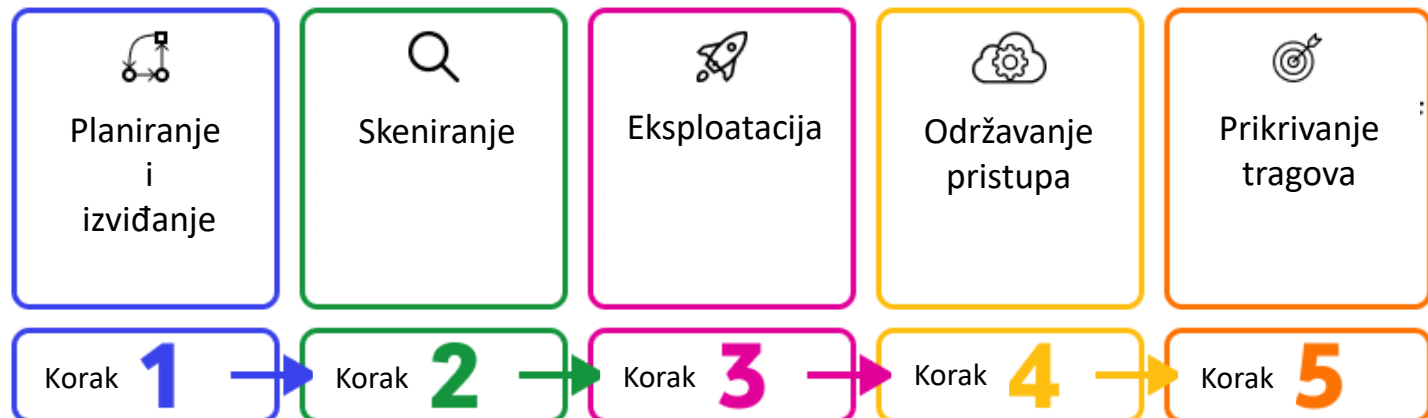 Planiranje
i
izviđanje
Skeniranje
Eksploatacija
Održavanje
pristupa
Prikrivanje
tragova
Korak 1
Korak 2
Korak 3
Korak 4
Korak 5